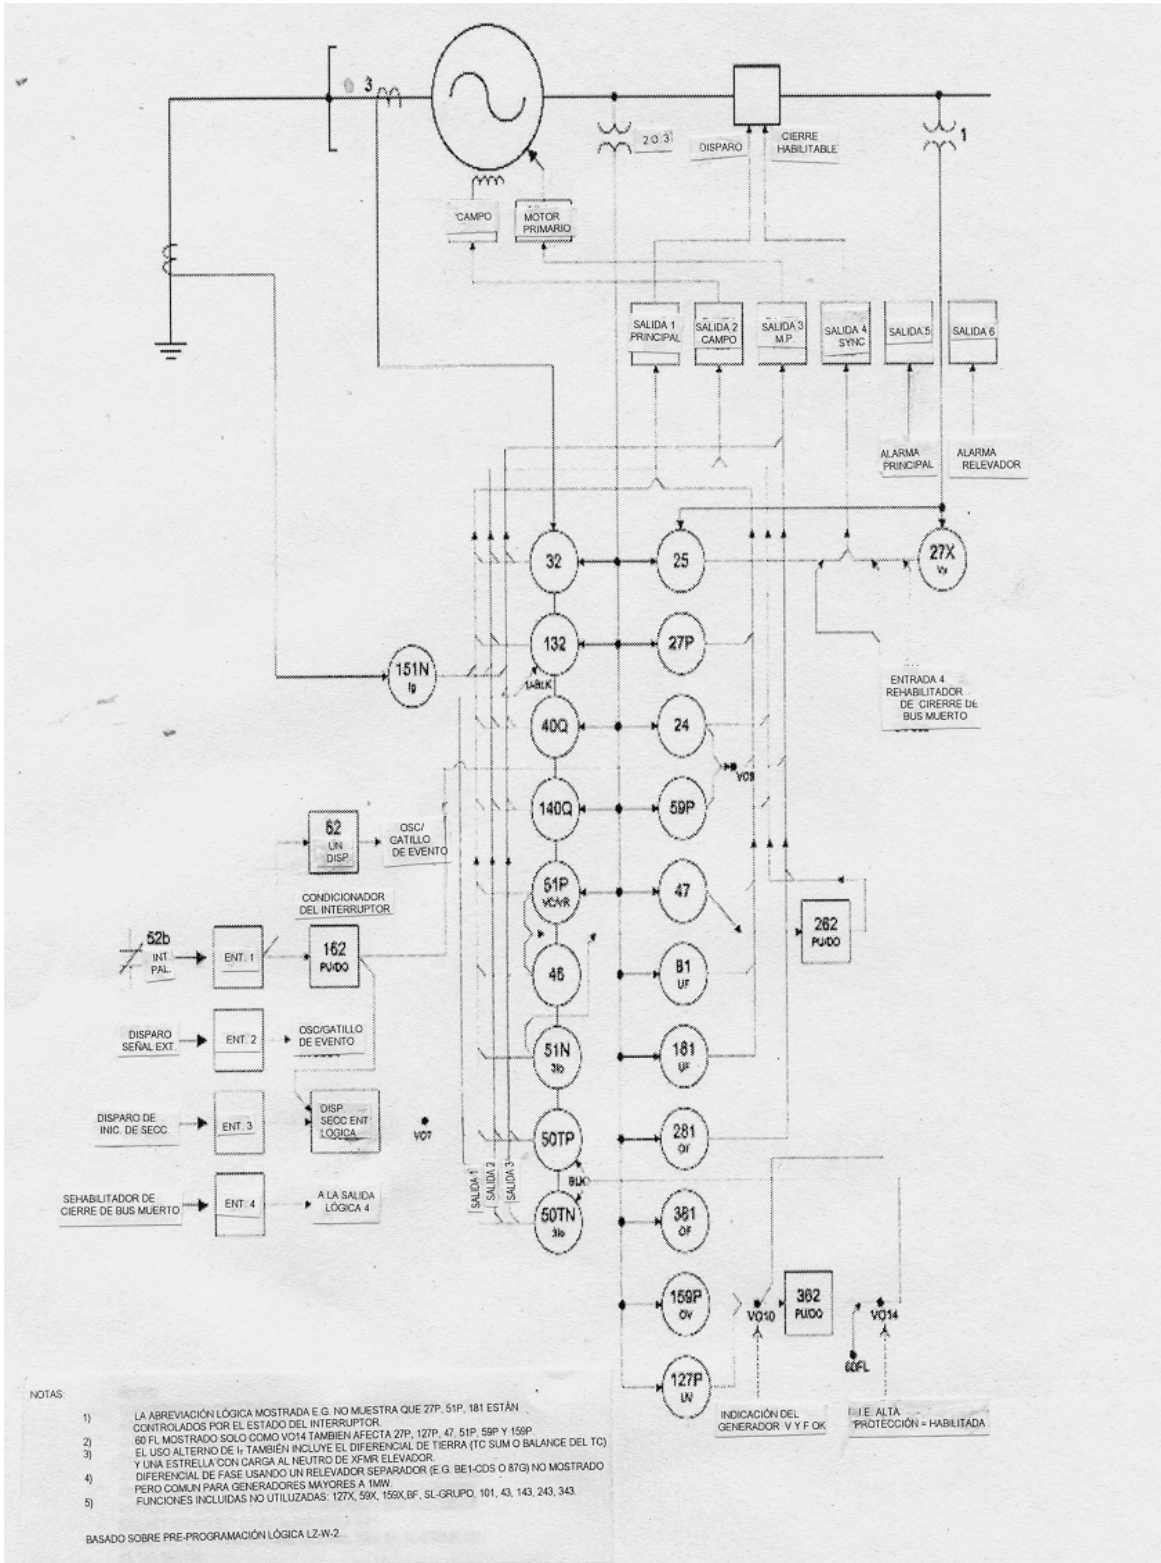 3
2 O 3
DISPARO
CIERRE
HABILITABLE
1
CAMPO
MOTOR
PRIMARIO
SALIDA 1
PRINCIPAL
SALIDA 2
CAMPO
SALIDA 3
M.P.
SALIDA 4
SYNC
SALIDA 5
SALIDA 6
ALARMA
PRINCIPAL
ALARMA
RELEVADOR
32
25
27X
Vx
132
27P
151N
Ig
ENTRADA 4
REHABILITADOR
DE CIRERRE DE
BUS MUERTO
40Q
24
140Q
59P
62
UN
DISP.
OSC/
GATILLO
DE EVENTO
51P
VC/VR
47
CONDICIONADOR
DEL INTERRUPTOR
262
PU/DO
52b
INT.
PAL.
ENT. 1
162
PU/DO
46
UF
DISPARO
SEÑAL EXT.
ENT. 2
OSC/GATILLO
DE EVENTO
51N
181
UF
DISPARO DE
INIC. DE SECC.
ENT. 3
DISP.
SECC ENT
LOGICA
VO7
50TP
281
OF
SALIDA 1
SALIDA 2
SALIDA 3
BLK
SEHABILITADOR DE
CIERRE DE BUS MUERTO
ENT. 4
A LA SALIDA
LÓGICA 4
50TN
381
OF
159P
OV
VO10
362
PU/DO
VO14
60FL
127P
UV
INDICACIÓN DEL
GENERADOR V Y F OK
I.E. ALTA
PROTECCIÓN = HABILITADA
NOTAS:
1) LA ABREVIACIÓN LÓGICA MOSTRADA E.G. NO MUESTRA QUE 27P, 51P, 181 ESTÁN
CONTROLADOS POR EL ESTADO DEL INTERRUPTOR.
2) 60 FL MOSTRADO SOLO COMO VO14 TAMBIEN AFECTA 27P, 127P, 47, 51P, 59P Y 159P.
3) EL USO ALTERNO DE TAMBIÉN INCLUYE EL DIFERENCIAL DE TIERRA (TC SUM O BALANCE DEL TC)
Y UNA ESTRELLA CON CARGA AL NEUTRO DE XFMR ELEVADOR.
4) DIFERENCIAL DE FASE USANDO UN RELEVADOR SEPARADOR (E.G. BE1-CDS O 87G) NO MOSTRADO
PERO COMUN PARA GENERADORES MAYORES A 1MW.
5) FUNCIONES INCLUIDAS NO UTILIZADAS: 127X, 59X, 159X,BF, SL-GRUPO, 101, 43, 143, 243, 343.
BASADO SOBRE PRE-PROGRAMACIÓN LÓGICA LZ-W-2.